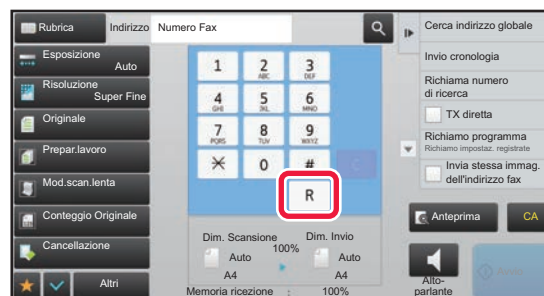 Rubrica
Indirizzo
Numero Fax
Esposizione
Auto
Risoluzione
Super Fine
Originale
Prepar.lavoro
Mod.scan.lenta
Conteggio Originale
Cancellazione
Altri
1
2
ABC
3
DEF
4
GHI
5
JKL
6
MNO
7
PQRS
8
TUV
9
WXYZ
0
#
C
R
Dim. Scansione
100%
Dim. Invio
Auto
A4
Auto
A4
Memoria ricezione : 100%
Cerca indirizzo globale
Invio cronologia
Richiama numero
di ricerca
TX diretta
Richiamo programma
Richiamo impostaz. registrate
Invia stessa immag.
dell'indirizzo fax
Anteprima
CA
Alto-
parlante